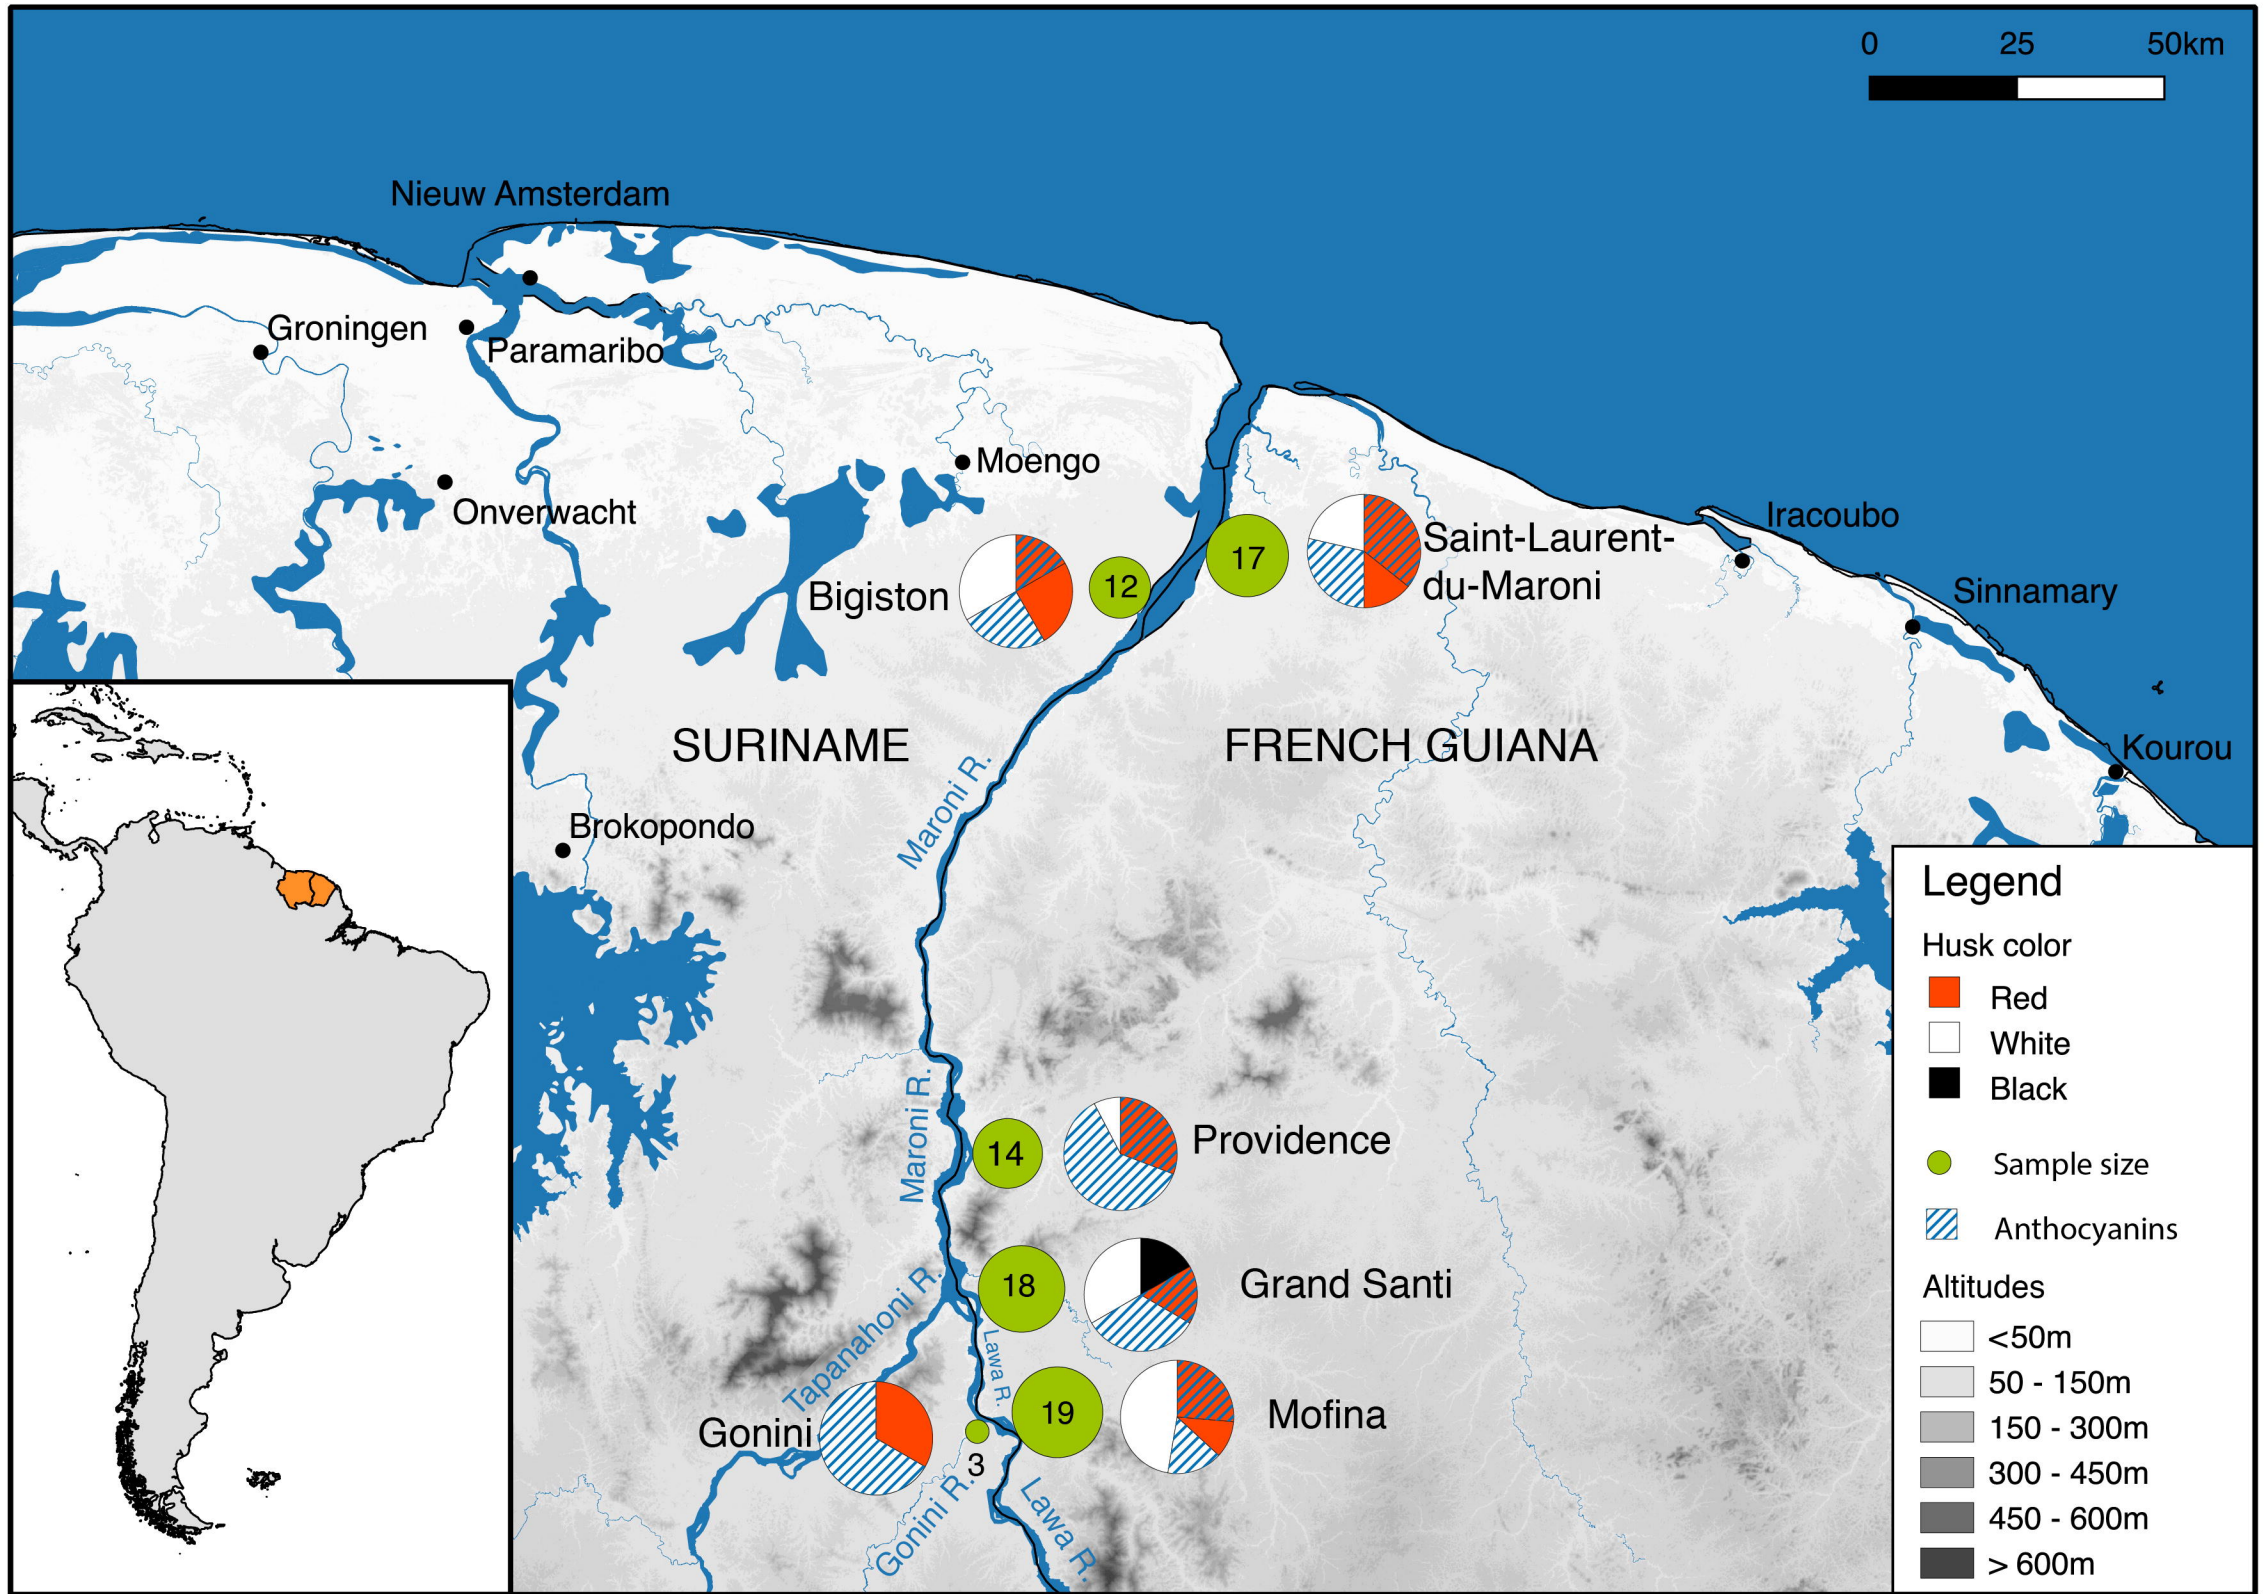 0 25 50km
Nieuw Amsterdam
Groningen
Paramaribo
Moengo
Onverwacht
Iracoubo
Saint-Laurent-
du-Maroni
17
12
Bigiston
Sinnamary
SURINAME
FRENCH GUIANA
Kourou
Maroni R.
Brokopondo
Maroni R.
14
Providence
18
Grand Santi
Tapanahoni R.
Lawa R.
19
Mofina
Gonini
3
Gonini R.
Lawa R.
Legend
Husk color
Red
White
Black
Sample size
Anthocyanins
Altitudes
<50m
50 - 150m
150 - 300m
300 - 450m
450 - 600m
> 600m